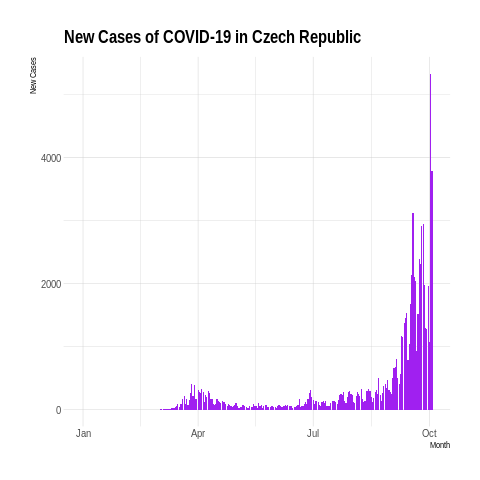 New Cases of COVID-19 in Czech Republic
New Cases
4000
2000
0
Jan Apr Jul Oct
Month